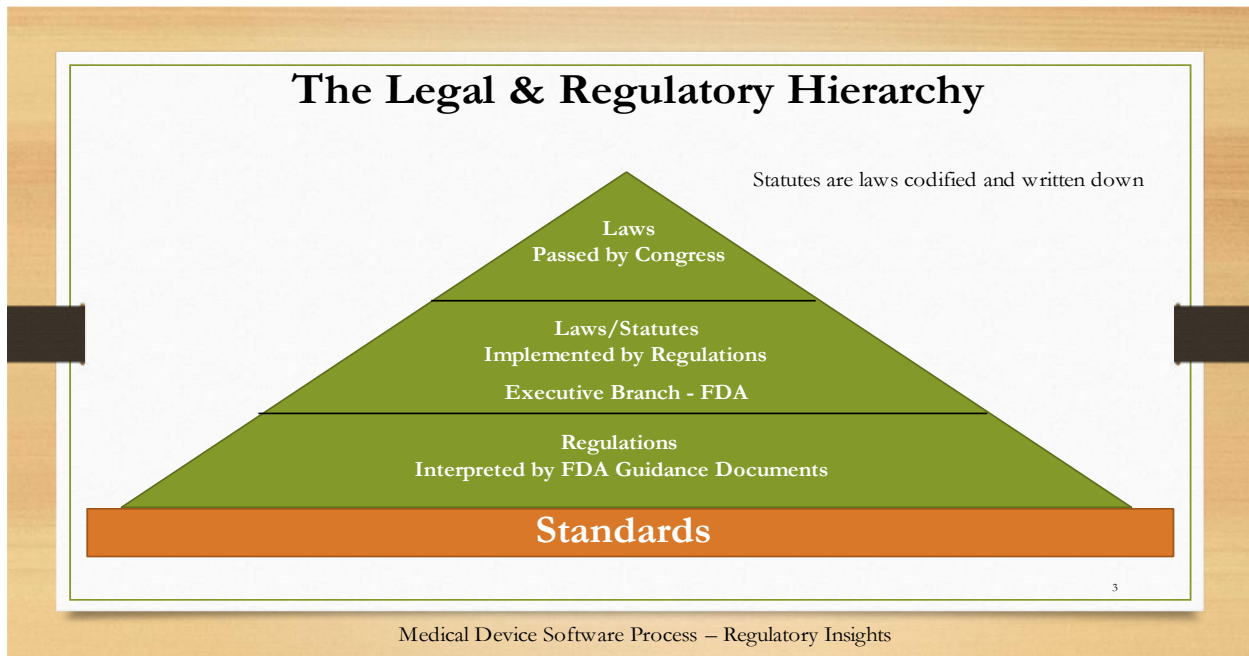 The Legal & Regulatory Hierarchy
Statutes are laws codified and written down
Laws
Passed by Congress
Laws/Statutes
Implemented by Regulations
Executive Branch - FDA
Regulations
Interpreted by FDA Guidance Documents
Standards
3
Medical Device Software Process – Regulatory Insights